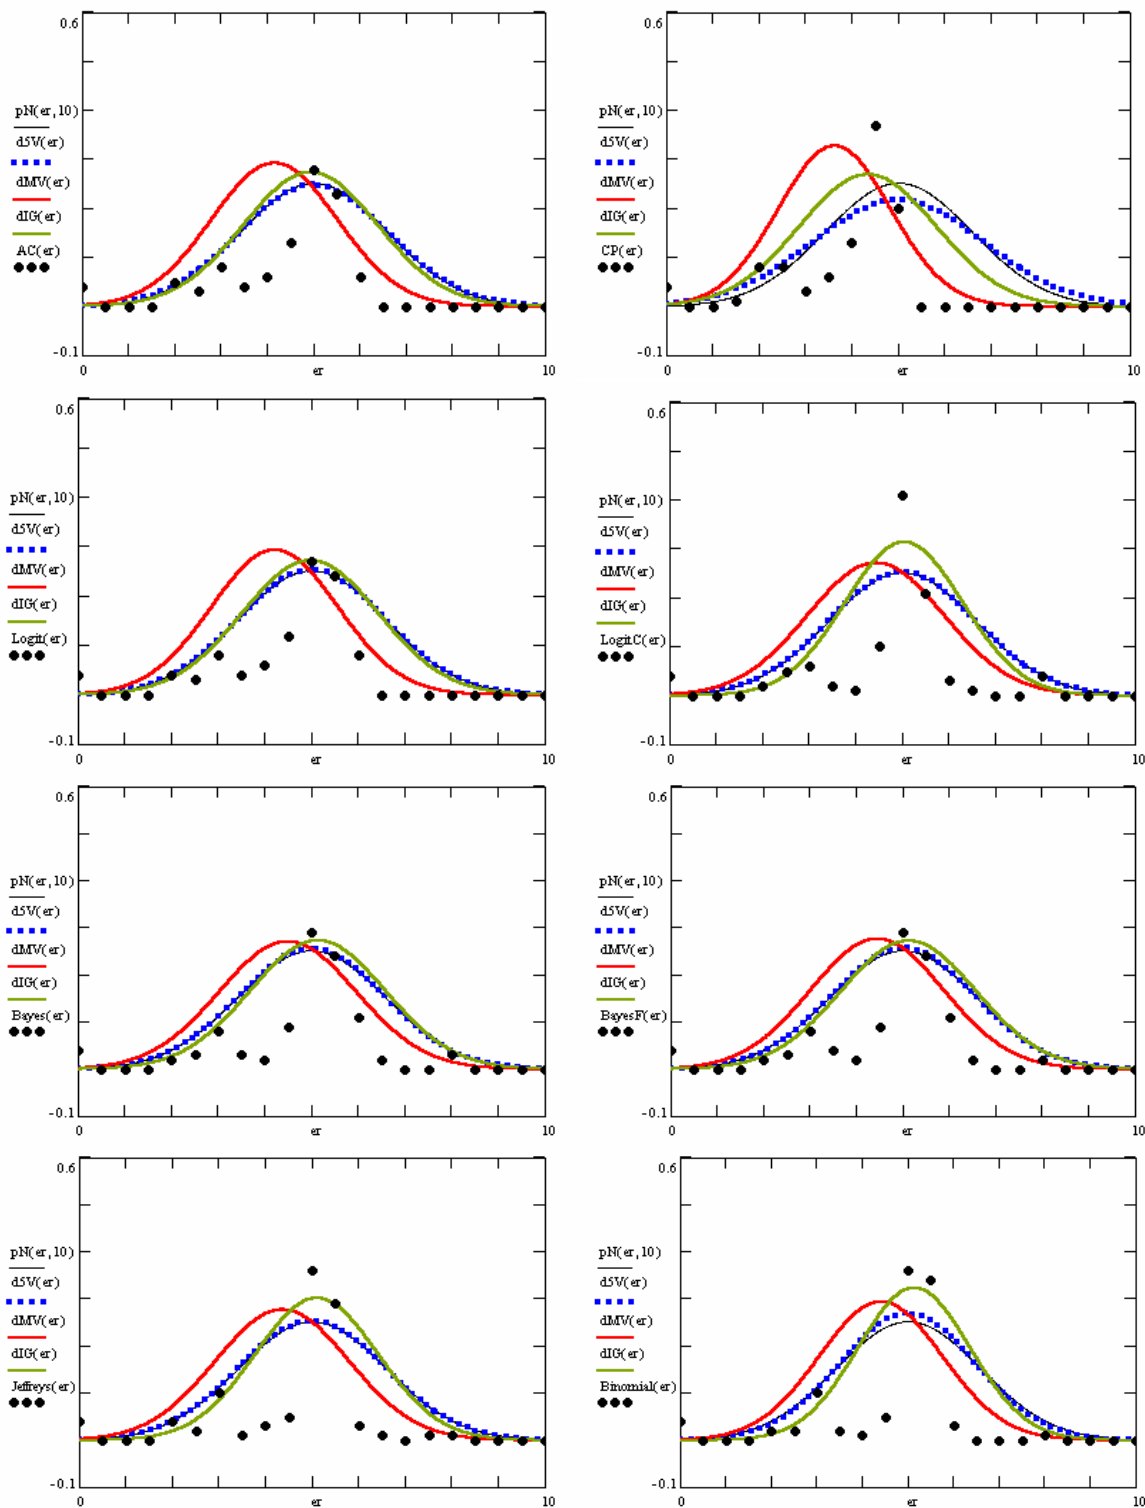 0.6
pN(er,10)
d5V(er)
dMV(er)
dIG(er)
AC(er)
-0.1
0
er
10
0.6
pN(er,10)
d5V(er)
dMV(er)
dIG(er)
CP(er)
-0.1
0
er
10
0.6
pN(er,10)
d5V(er)
dMV(er)
dIG(er)
Logit(er)
-0.1
0
er
10
0.6
pN(er,10)
d5V(er)
dMV(er)
dIG(er)
LogitC(er)
-0.1
0
er
10
0.6
pN(er,10)
d5V(er)
dMV(er)
dIG(er)
Bayes(er)
-0.1
0
er
10
0.6
pN(er,10)
d5V(er)
dMV(er)
dIG(er)
BayesF(er)
-0.1
0
er
10
0.6
pN(er,10)
d5V(er)
dMV(er)
dIG(er)
Jeffreys(er)
-0.1
0
er
10
0.6
pN(er,10)
d5V(er)
dMV(er)
dIG(er)
Binomial(er)
-0.1
0
er
10